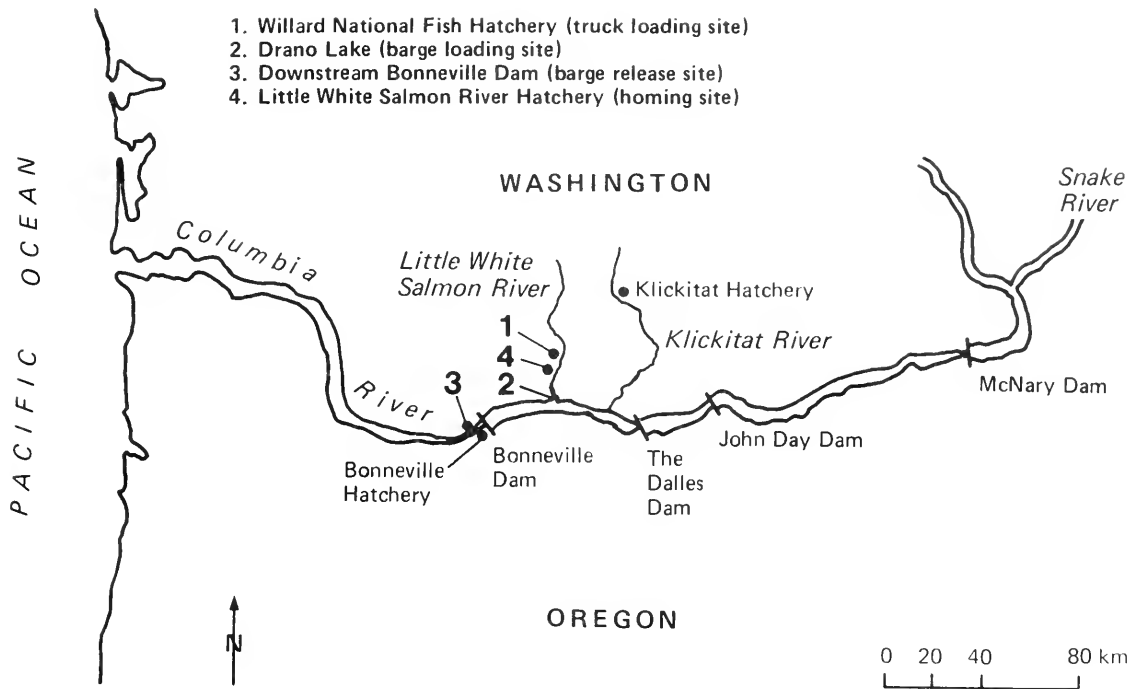 1. Willard National Fish Hatchery (truck loading site)
2. Drano Lake (barge loading site)
3. Downstream Bonneville Dam (barge release site)
4. Little White Salmon River Hatchery (homing site)
PACIFIC OCEAN
WASHINGTON
Snake
River
Columbia
River
Little White
Salmon River
Klickitat Hatchery
Klickitat River
1
4
2
3
McNary Dam
John Day Dam
The
Dalles
Dam
Bonneville
Dam
Bonneville
Hatchery
OREGON
N
0 20 40 80 km